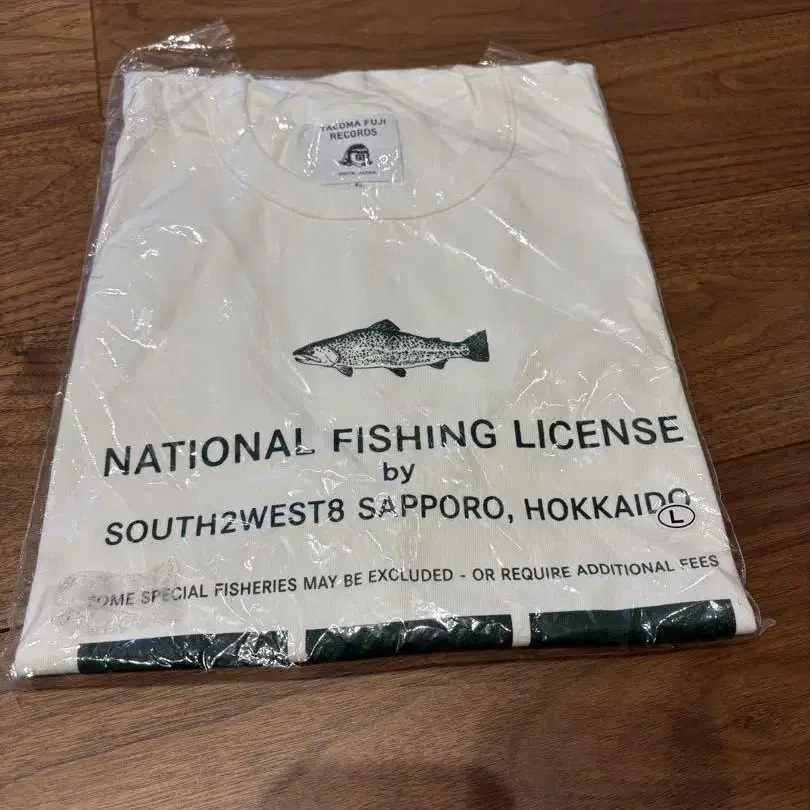 TACOMA FUJI
RECORDS
NATIONAL FISHING LICENSE
by
SOUTH2WEST8 SAPPORO, HOKKAIDO
L
SOME SPECIAL FISHERIES MAY BE EXCLUDED - OR REQUIRE ADDITIONAL FEES